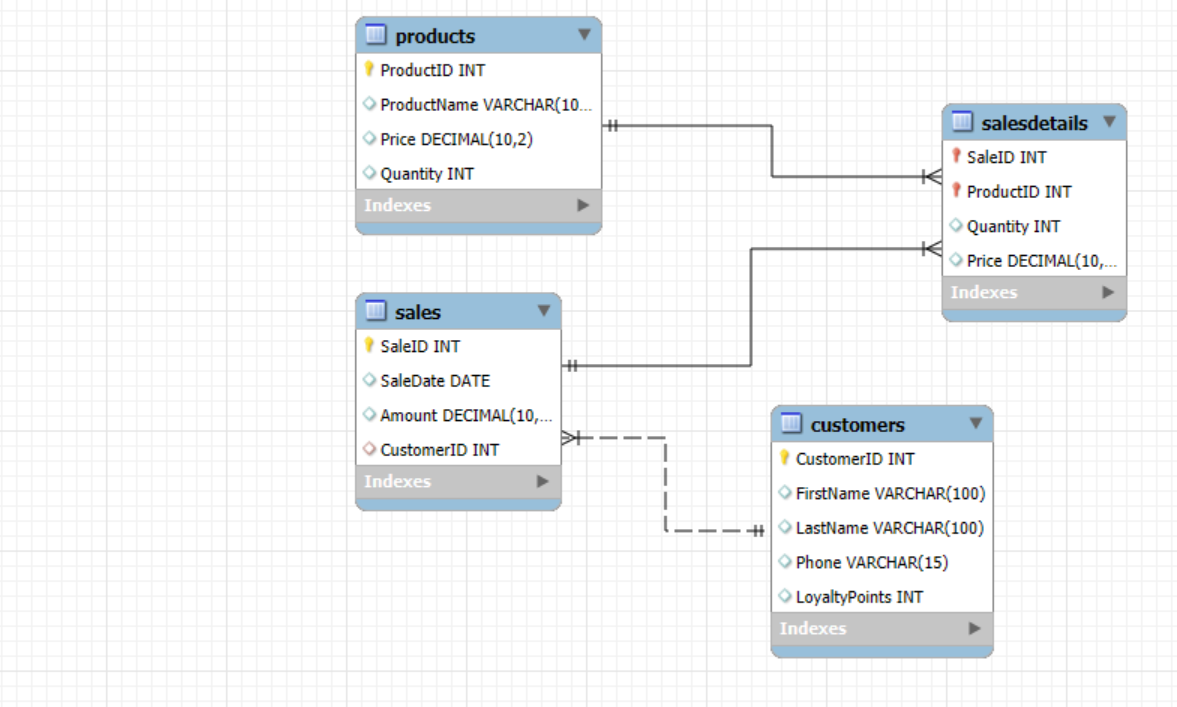 products
ProductID INT
ProductName VARCHAR(10...
Price DECIMAL(10,2)
Quantity INT
Indexes
salesdetails
SaleID INT
ProductID INT
Quantity INT
Price DECIMAL(10,...
Indexes
sales
SaleID INT
SaleDate DATE
Amount DECIMAL(10,...
CustomerID INT
Indexes
customers
CustomerID INT
FirstName VARCHAR(100)
LastName VARCHAR(100)
Phone VARCHAR(15)
LoyaltyPoints INT
Indexes